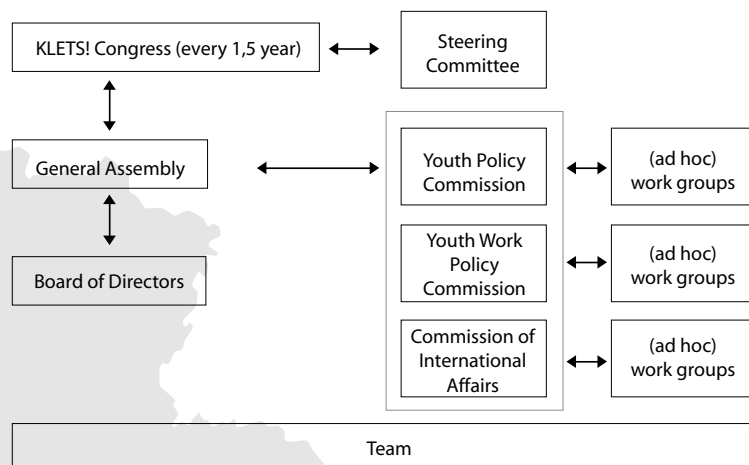 KLETS! Congress (every 1,5 year)
Steering
Committee
General Assembly
Youth Policy
Commission
(ad hoc)
work groups
Board of Directors
Youth Work
Policy
Commission
(ad hoc)
work groups
Commission of
International
Affairs
(ad hoc)
work groups
Team